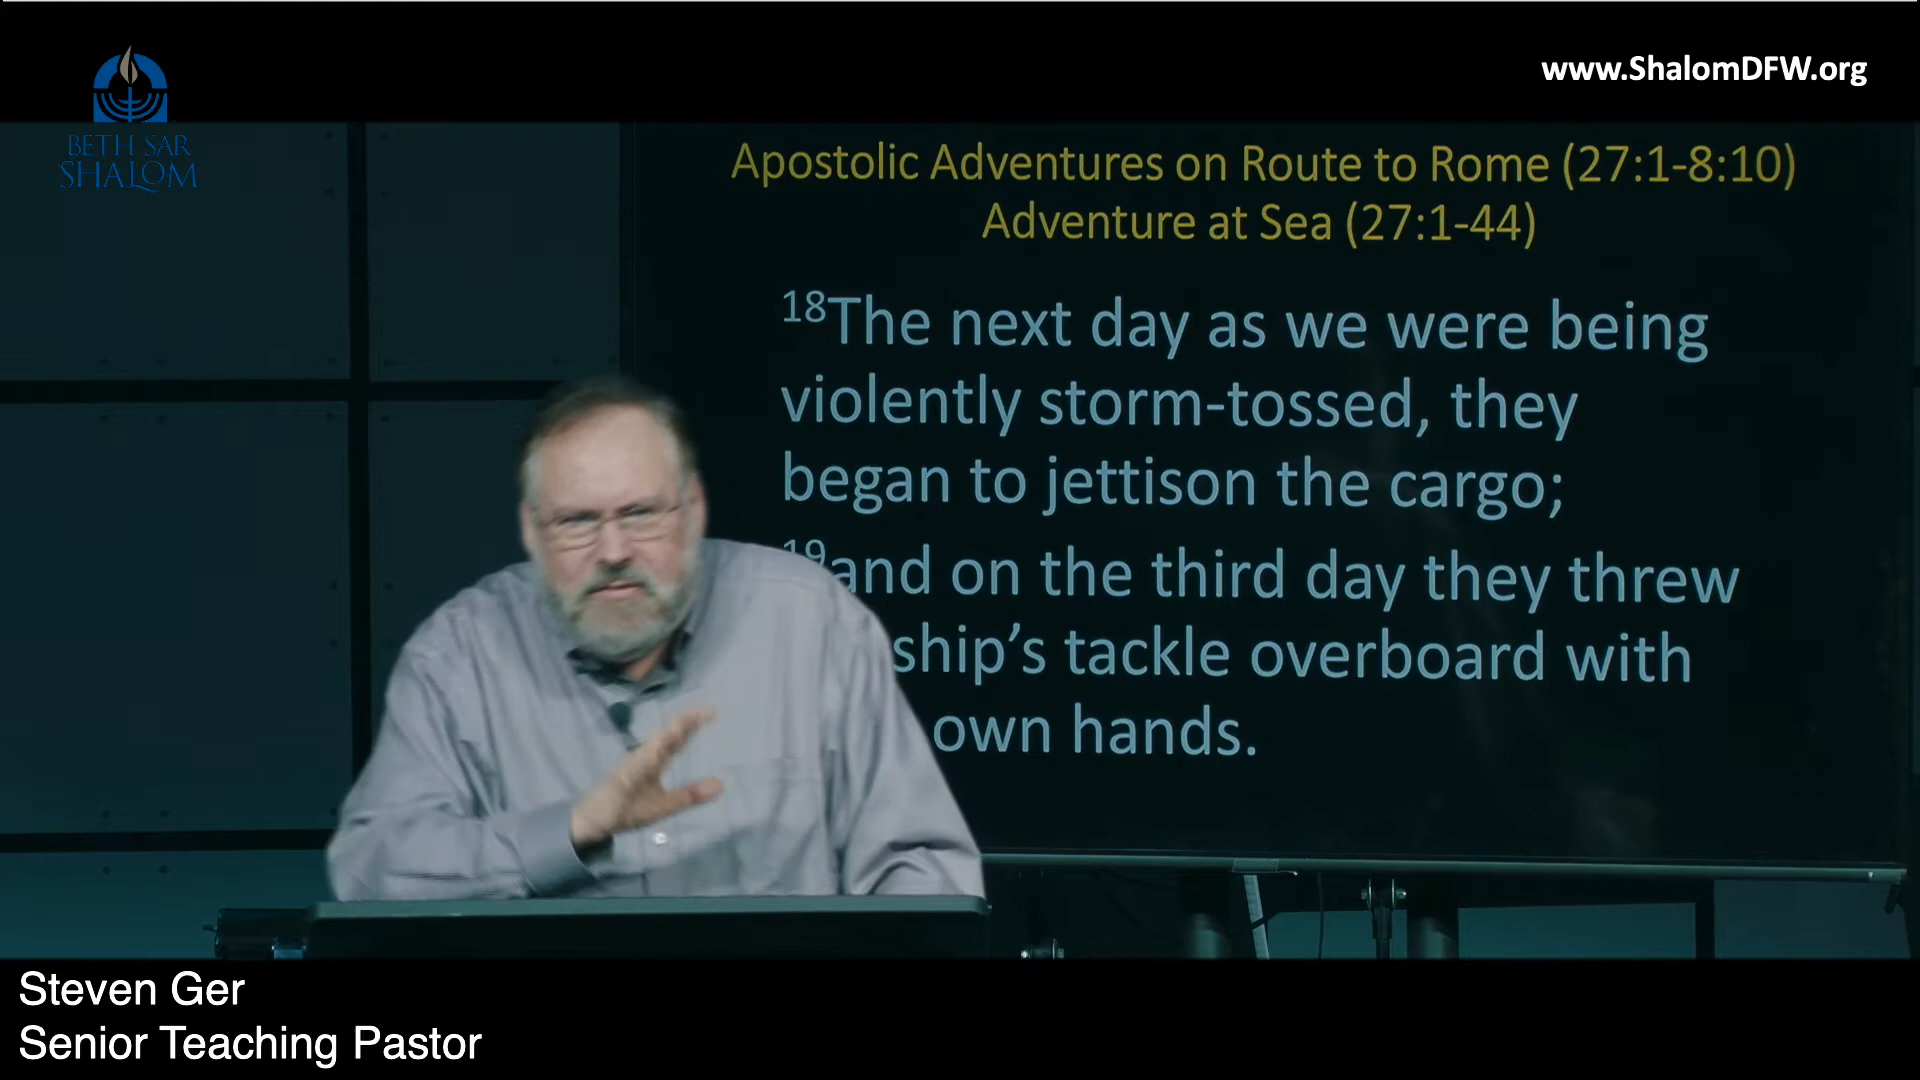 www.ShalomDFW.org
BETH SAR
SHALOM
Apostolic Adventures on Route to Rome (27:1-8:10)
Adventure at Sea (27:1-44)
18The next day as we were being
violently storm-tossed, they
began to jettison the cargo;
19and on the third day they threw
ship’s tackle overboard with
own hands.
Steven Ger
Senior Teaching Pastor